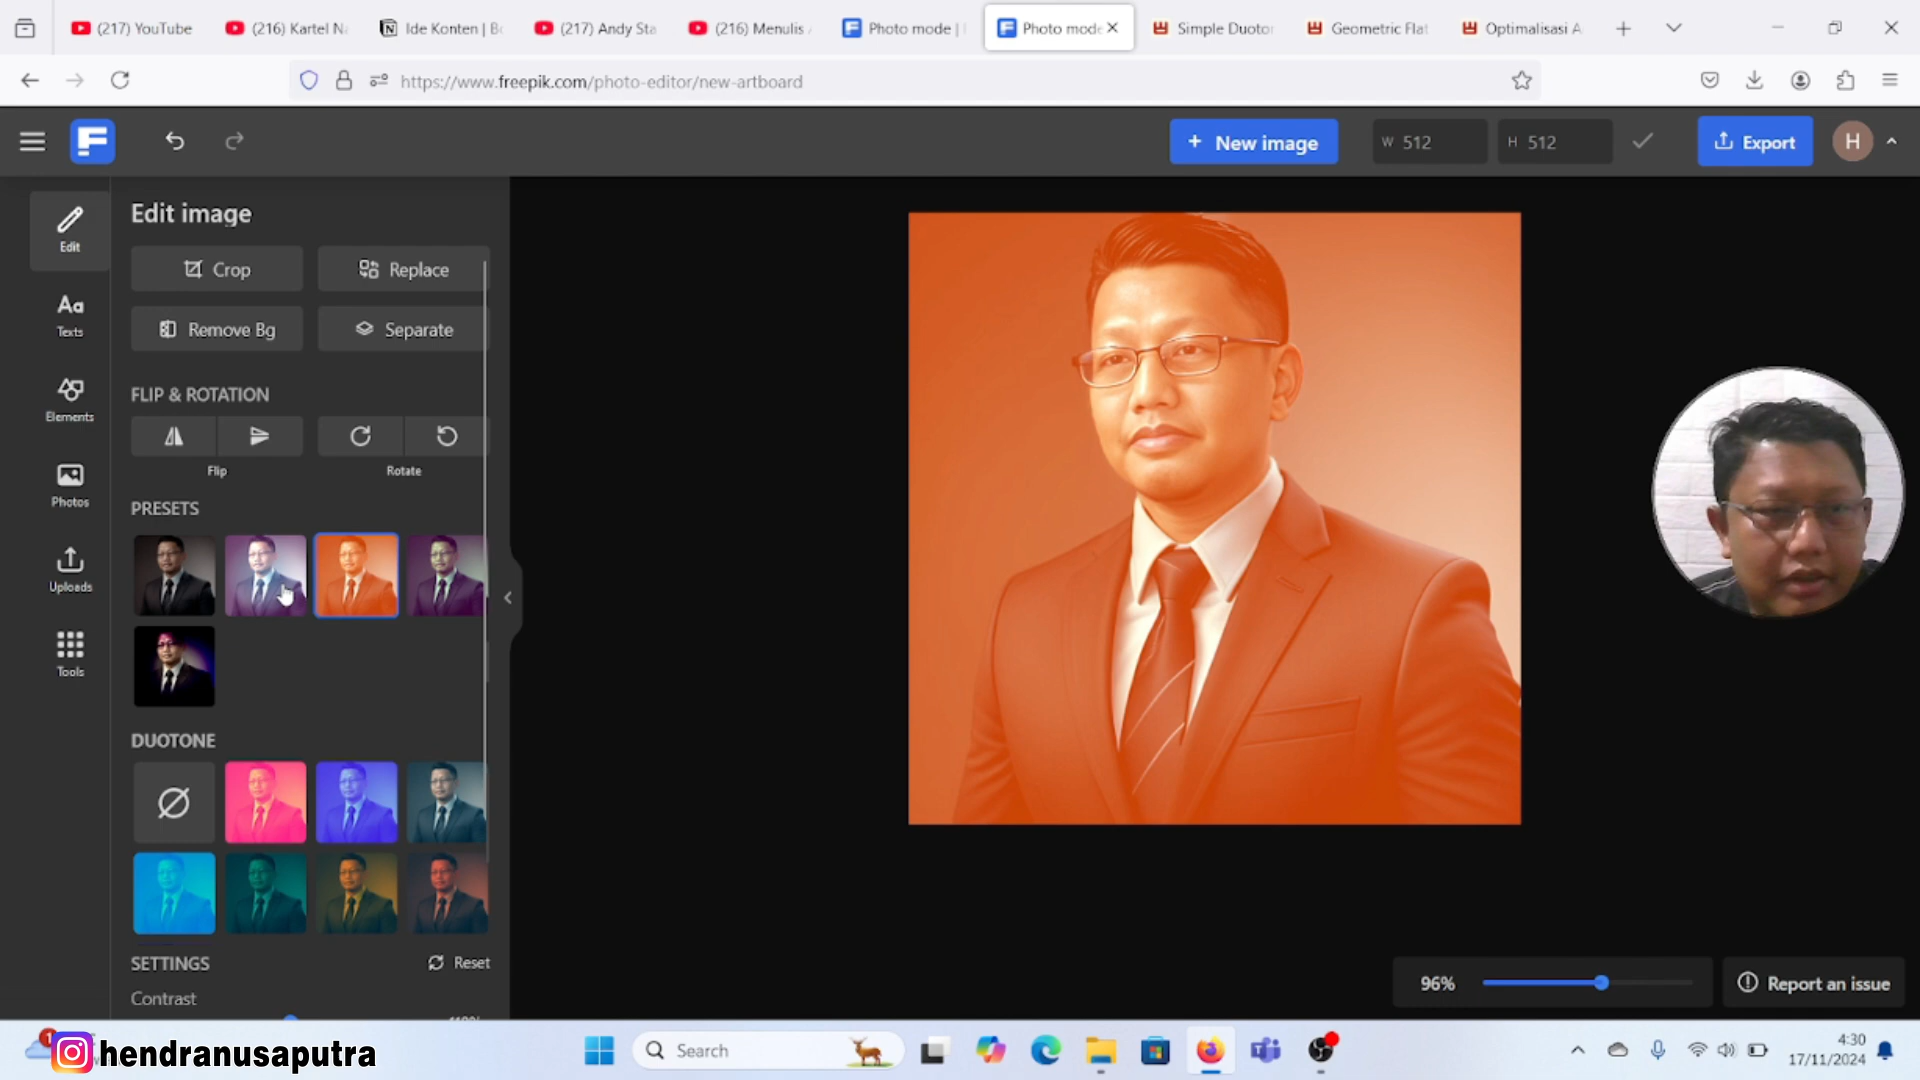 (217) YouTube
(216) Kartel Na
Ide Konten | Bo
(217) Andy Sta
(216) Menulis
Photo mode |
Photo mode
Simple Duotor
Geometric Flat
Optimalisasi A
https://www.freepik.com/photo-editor/new-artboard
+ New image
W 512
H 512
Export
H
Edit
Texts
Elements
Photos
Uploads
Tools
Edit image
Crop
Replace
Remove Bg
Separate
FLIP & ROTATION
Flip
Rotate
PRESETS
DUOTONE
SETTINGS
Reset
Contrast
96%
Report an issue
hendranusaputra
Search
4:30
17/11/2024